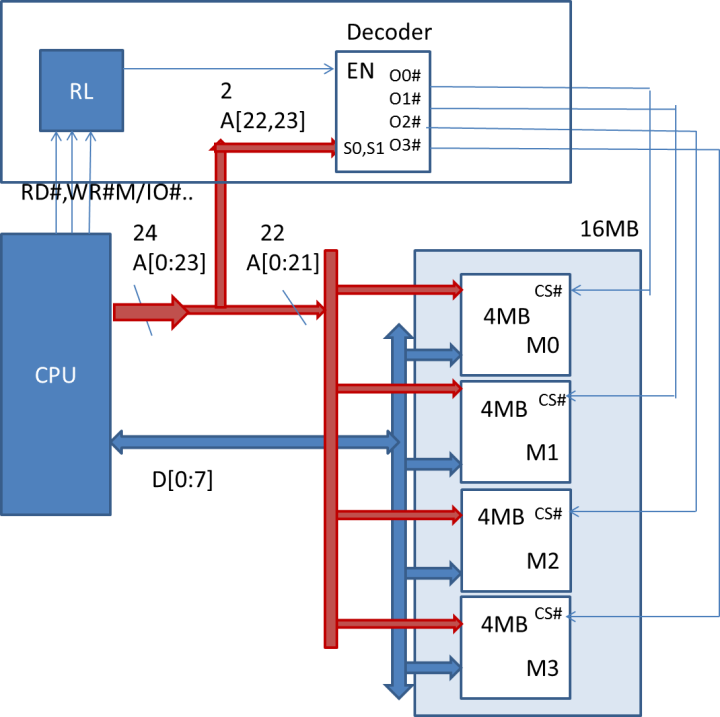 Decoder
RL
EN
O0#
O1#
O2#
O3#
S0,S1
2
A[22,23]
RD#,WR#M/IO#..
24
A[0:23]
22
A[0:21]
16MB
CPU
D[0:7]
CS#
4MB
M0
CS#
4MB
M1
CS#
4MB
M2
CS#
4MB
M3